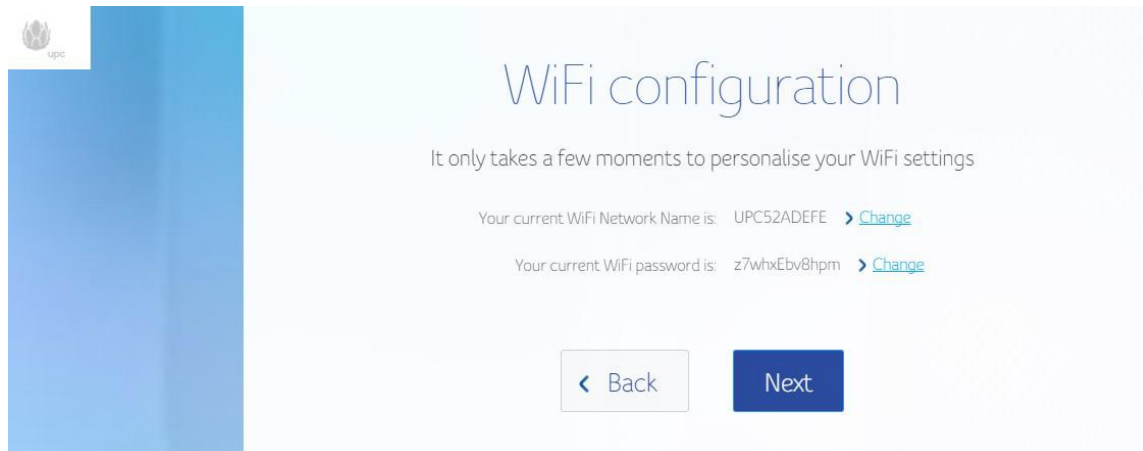 upc
WiFi configuration
It only takes a few moments to personalise your WiFi settings
Your current WiFi Network Name is: UPC52ADEFE Change
Your current WiFi password is: z7whxEbv8hpm Change
Back Next